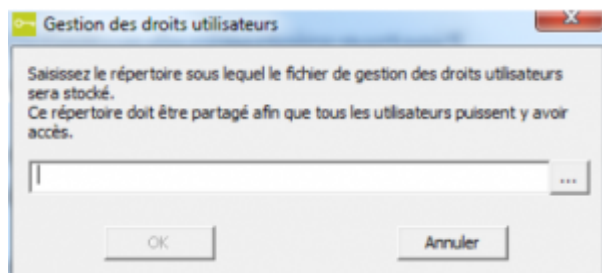 Gestion des droits utilisateurs
Saisissez le répertoire sous lequel le fichier de gestion des droits utilisateurs
sera stocké.
Ce répertoire doit être partagé afin que tous les utilisateurs puissent y avoir
accès.
...
OK
Annuler